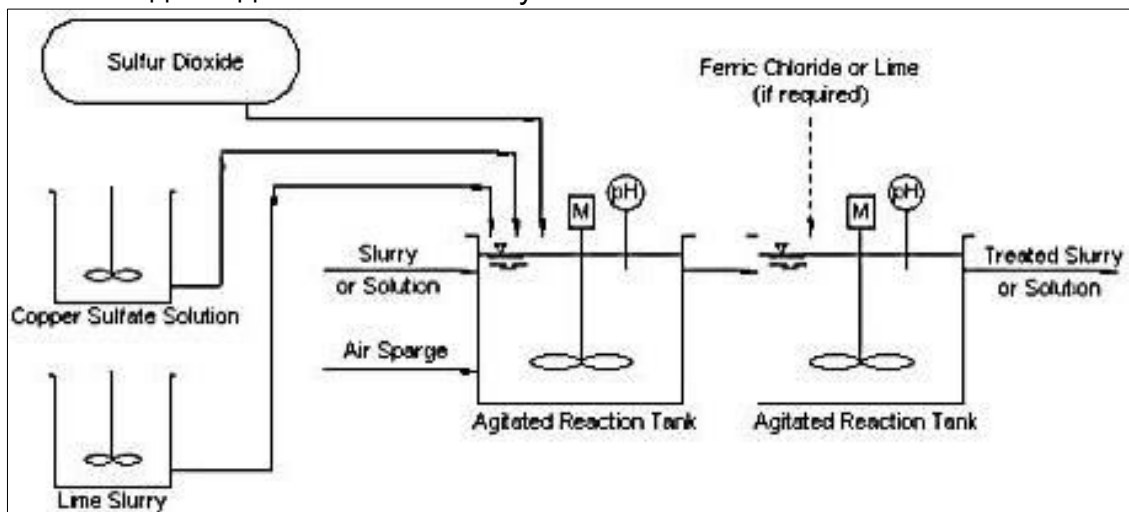 Sulfur Dioxide
Ferric Chloride or Lime
(if required)
M
pH
M
pH
Slurry
or Solution
Treated Slurry
or Solution
Copper Sulfate Solution
Air Sparge
Agitated Reaction Tank
Agitated Reaction Tank
Lime Slurry